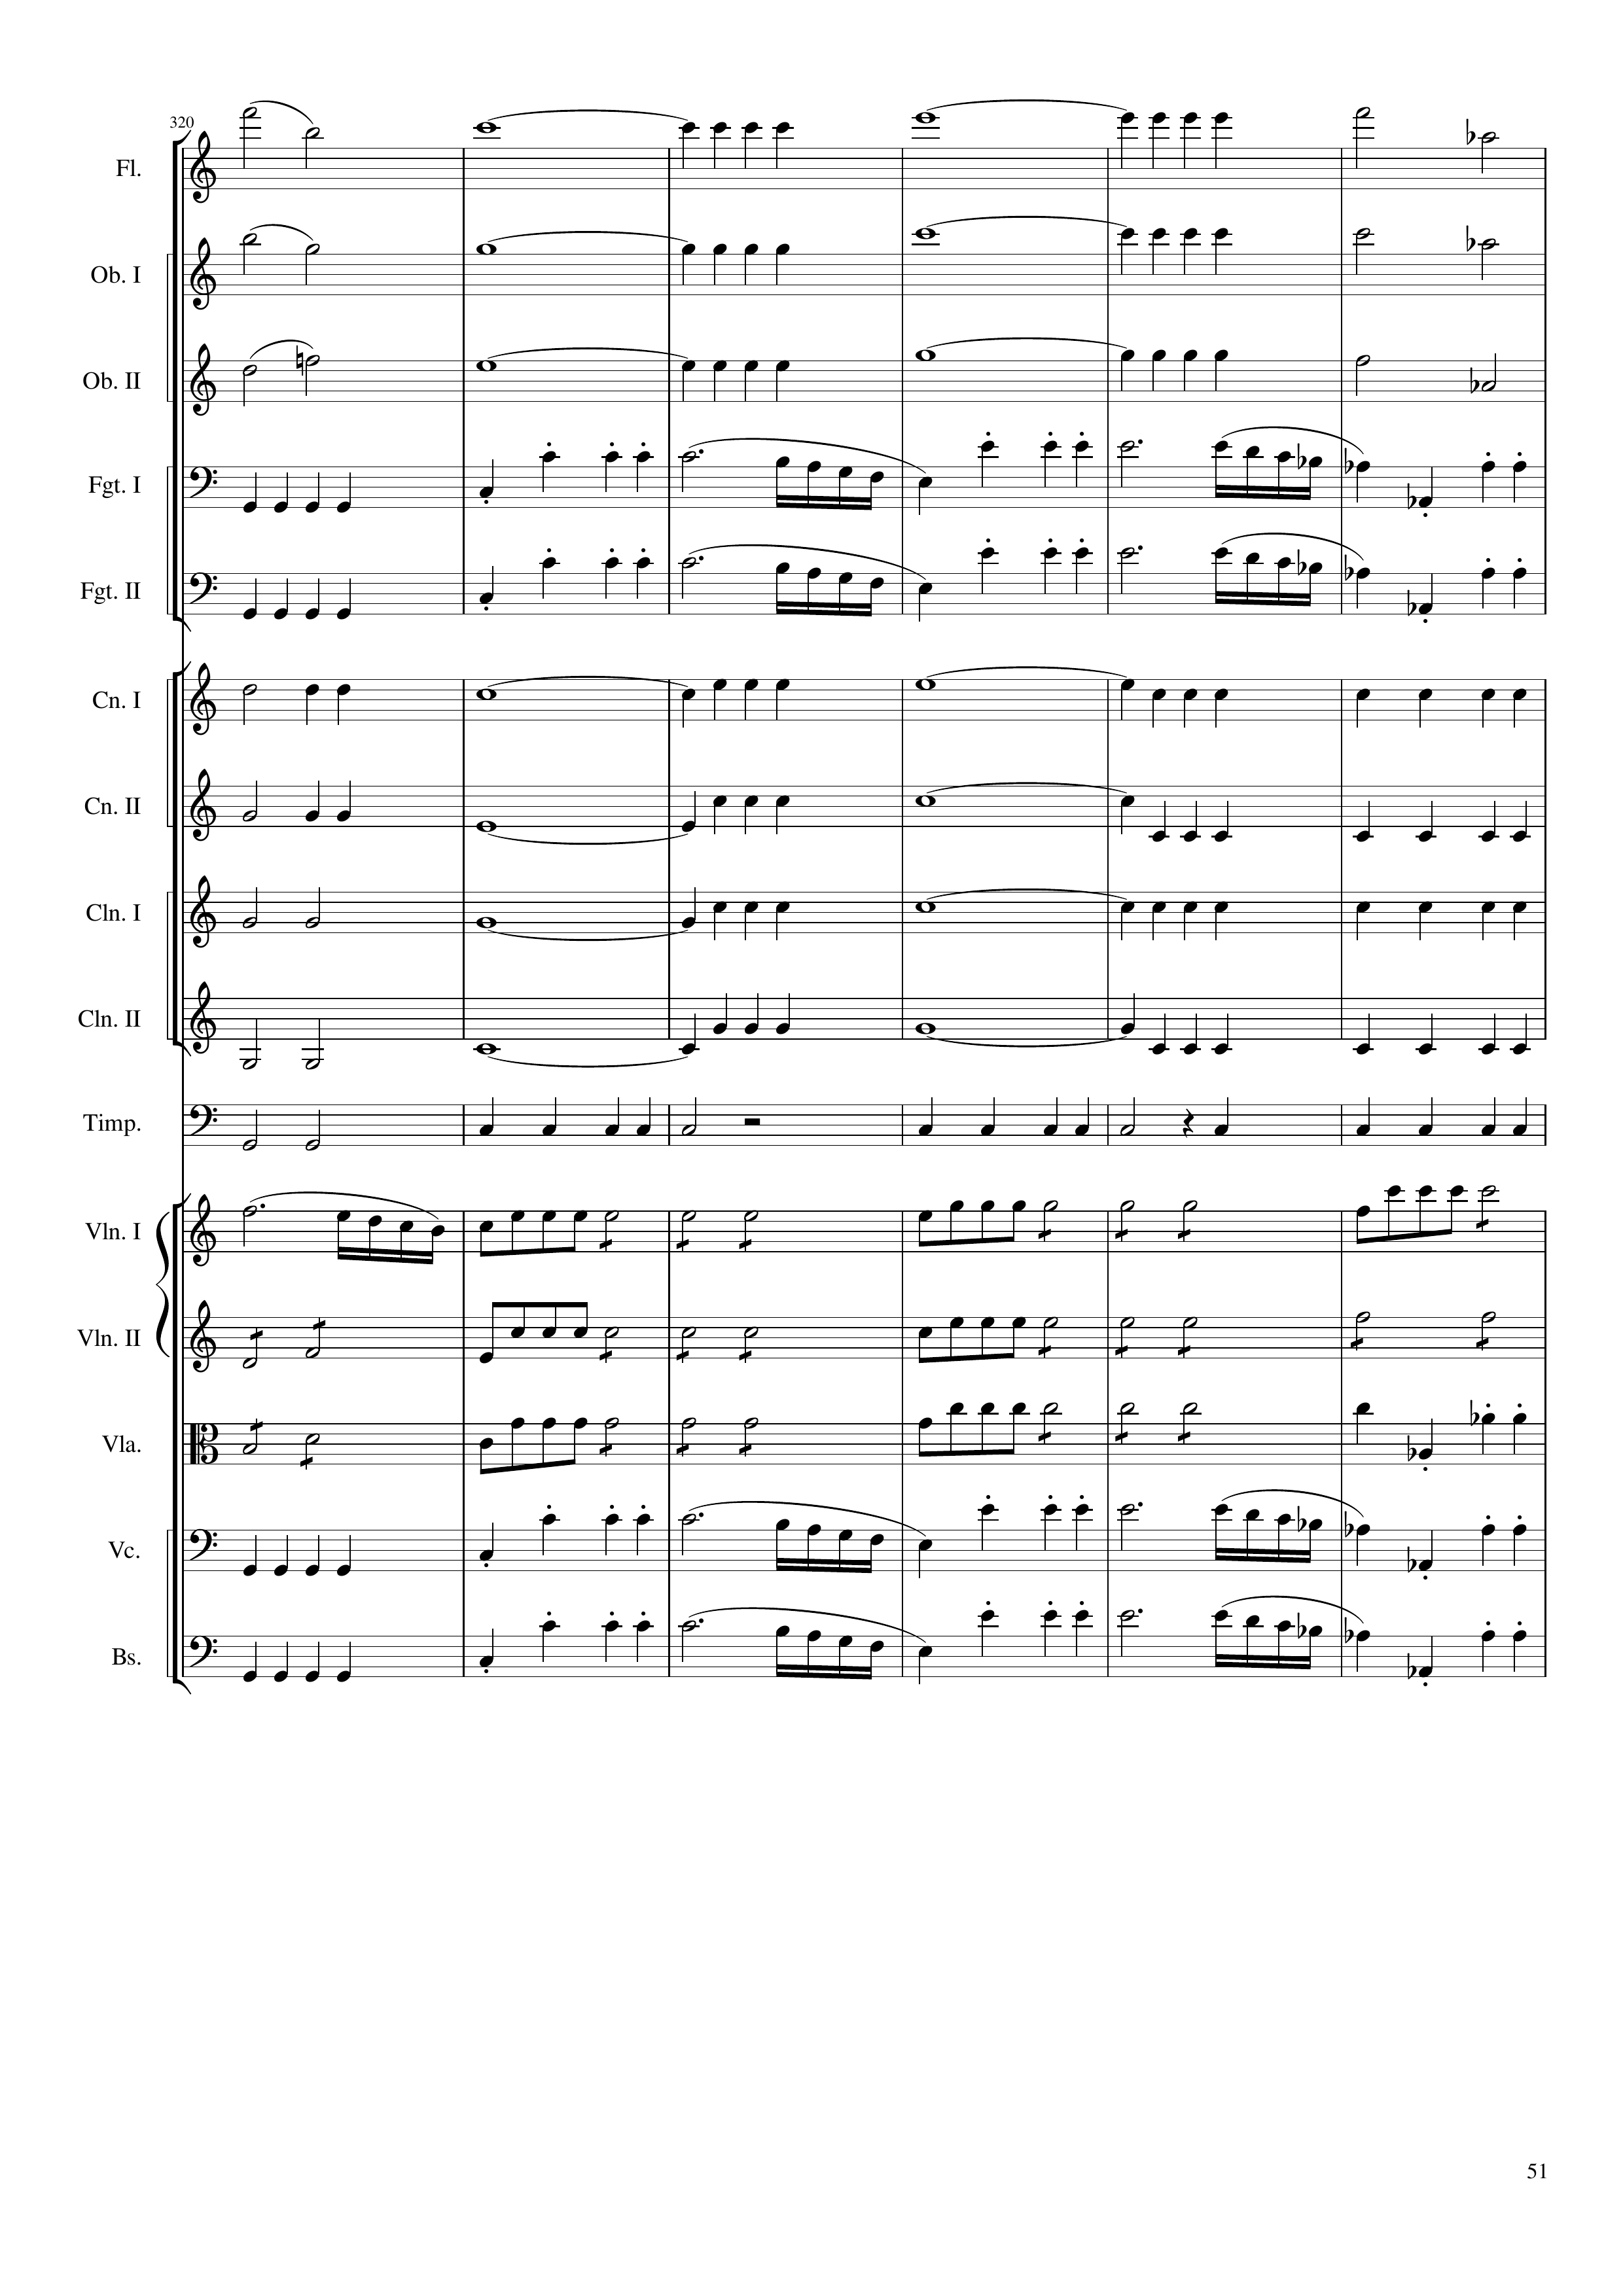 320
Fl.
Ob. I
Ob. II
Fgt. I
Fgt. II
Cn. I
Cn. II
Cln. I
Cln. II
Timp.
Vln. I
Vln. II
Vla.
Vc.
Bs.
51